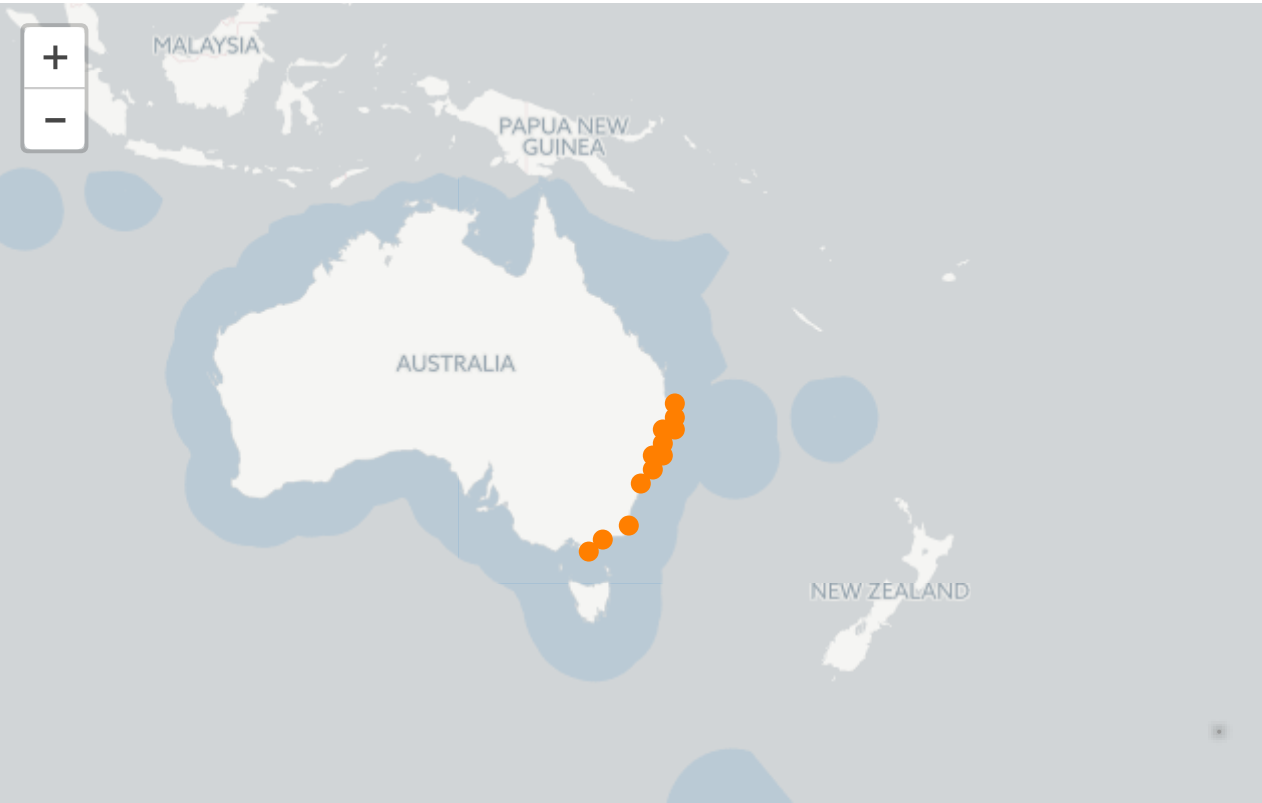 +
MALAYSIA
−
PAPUA NEW
GUINEA
AUSTRALIA
NEW ZEALAND